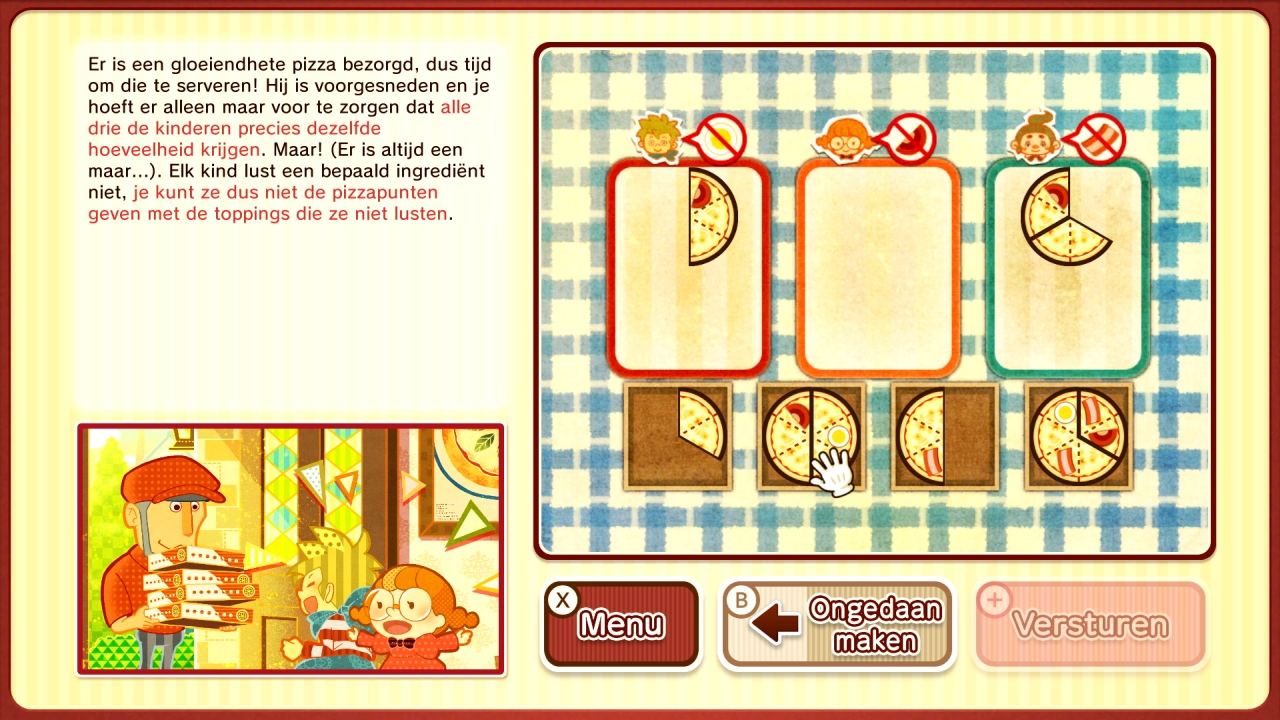 Er is een gloeiendhete pizza bezorgd, dus tijd
om die te serveren! Hij is voorgesneden en je
hoeft er alleen maar voor te zorgen dat alle
drie de kinderen precies dezelfde
hoeveelheid krijgen. Maar! (Er is altijd een
maar...). Elk kind lust een bepaald ingrediënt
niet, je kunt ze dus niet de pizzapunten
geven met de toppings die ze niet lusten.
X Menu
B Ongedaan
maken
+ Versturen